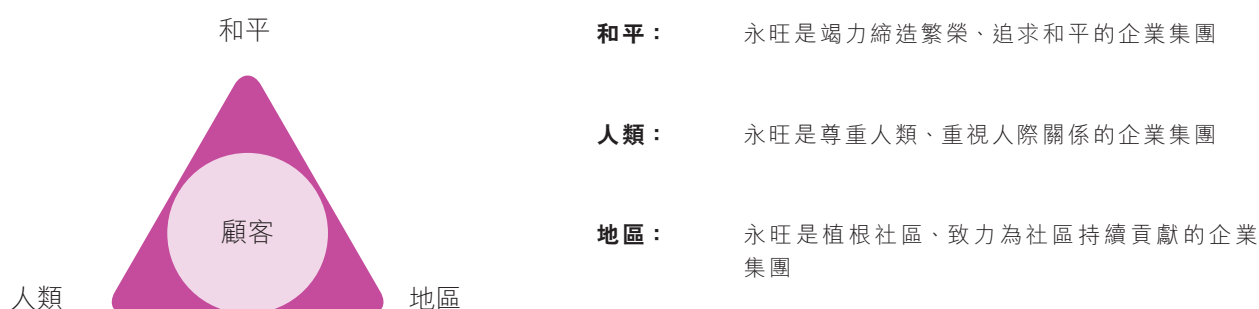 和平
顧客
人類
地區
和平： 永旺是竭力締造繁榮、追求和平的企業集團
人類： 永旺是尊重人類、重視人際關係的企業集團
地區： 永旺是植根社區、致力為社區持續貢獻的企業
集團